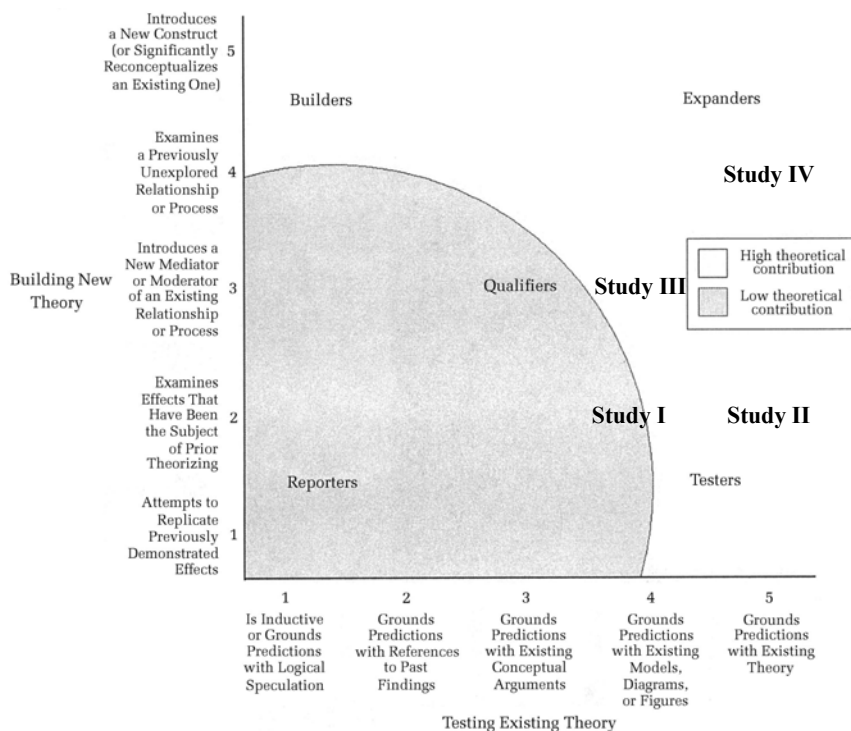 Introduces
a New Construct
(or Significantly
Reconceptualizes
an Existing One)
5
Builders
Expanders
Examines
a Previously
Unexplored
Relationship
or Process
4
Study IV
High theoretical
contribution
Low theoretical
contribution
Building New
Theory
Introduces a
New Mediator
or Moderator
of an Existing
Relationship
or Process
3
Qualifiers
Study III
Examines
Effects That
Have Been
the Subject
of Prior
Theorizing
2
Study I
Study II
Reporters
Testers
Attempts to
Replicate
Previously
Demonstrated
Effects
1
1
Is Inductive
or Grounds
Predictions
with Logical
Speculation
2
Grounds
Predictions
with References
to Past
Findings
3
Grounds
Predictions
with Existing
Conceptual
Arguments
4
Grounds
Predictions
with Existing
Models,
Diagrams,
or Figures
5
Grounds
Predictions
with Existing
Theory
Testing Existing Theory